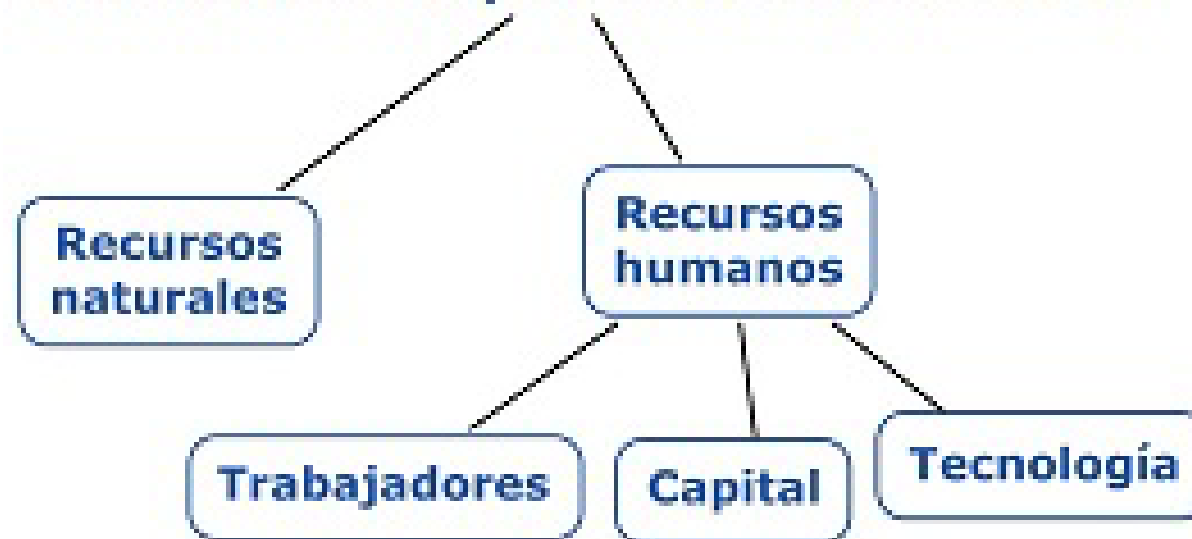 Recursos
naturales
Recursos
humanos
Trabajadores
Capital
Tecnología